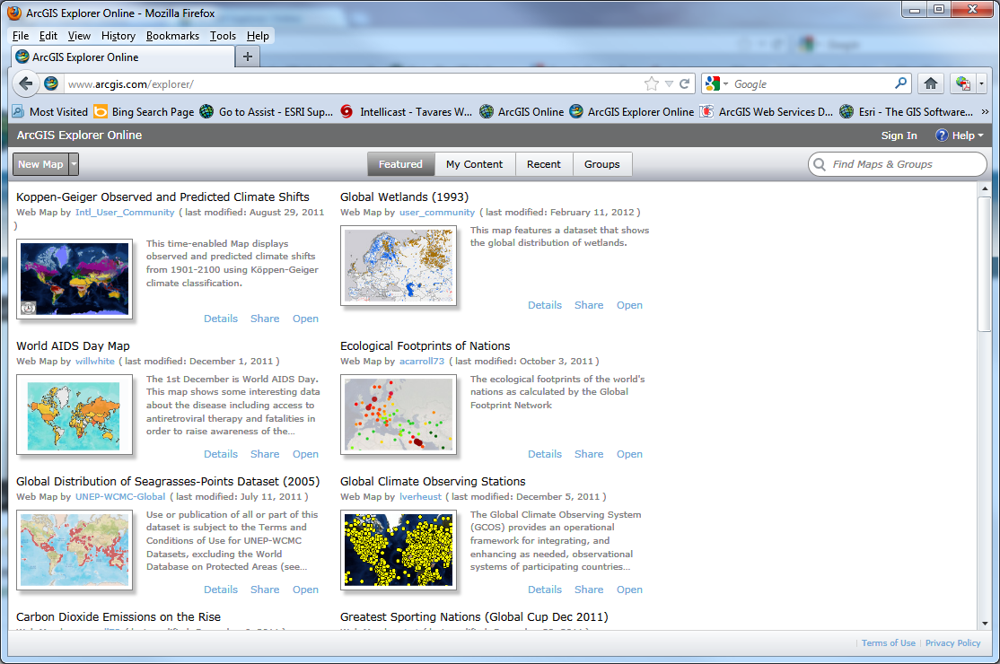 ArcGIS Explorer Online - Mozilla Firefox
File Edit View History Bookmarks Tools Help
ArcGIS Explorer Online
www.arcgis.com/explorer/
Google
Most Visited Bing Search Page Go to Assist - ESRI Sup... Intellicast - Tavares W... ArcGIS Online ArcGIS Explorer Online ArcGIS Web Services D... Esri - The GIS Software... »
ArcGIS Explorer Online Sign In Help
New Map Featured My Content Recent Groups Find Maps & Groups
Koppen-Geiger Observed and Predicted Climate Shifts
Web Map by Intl_User_Community ( last modified: August 29, 2011
)
This time-enabled Map displays
observed and predicted climate shifts
from 1901-2100 using Köppen-Geiger
climate classification.
Details Share Open
Global Wetlands (1993)
Web Map by user_community ( last modified: February 11, 2012 )
This map features a dataset that shows
the global distribution of wetlands.
Details Share Open
World AIDS Day Map
Web Map by willwhite ( last modified: December 1, 2011 )
The 1st December is World AIDS Day.
This map shows some interesting data
about the disease including access to
antiretroviral therapy and fatalities in
order to raise awareness of the...
Details Share Open
Ecological Footprints of Nations
Web Map by acarroll73 ( last modified: October 3, 2011 )
The ecological footprints of the world's
nations as calculated by the Global
Footprint Network
Details Share Open
Global Distribution of Seagrasses-Points Dataset (2005)
Web Map by UNEP-WCMC-Global ( last modified: July 11, 2011 )
Use or publication of all or part of this
dataset is subject to the Terms and
Conditions of Use for UNEP-WCMC
Datasets, excluding the World
Database on Protected Areas (see...
Details Share Open
Global Climate Observing Stations
Web Map by lverheust ( last modified: December 5, 2011 )
The Global Climate Observing System
(GCOS) provides an operational
framework for integrating, and
enhancing as needed, observational
systems of participating countries...
Details Share Open
Carbon Dioxide Emissions on the Rise
Greatest Sporting Nations (Global Cup Dec 2011)
Terms of Use Privacy Policy